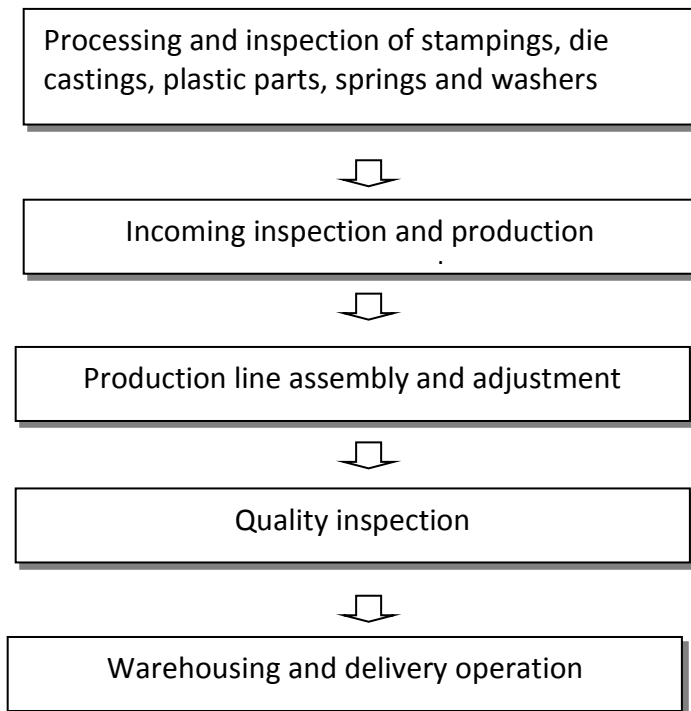 Processing and inspection of stampings, die
castings, plastic parts, springs and washers
Incoming inspection and production
.
Production line assembly and adjustment
Quality inspection
Warehousing and delivery operation